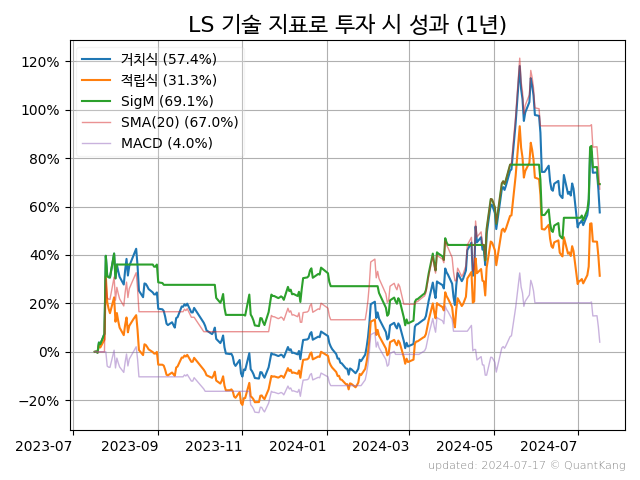 LS 기술 지표로 투자 시 성과 (1년)
거치식 (57.4%)
적립식 (31.3%)
SigM (69.1%)
SMA(20) (67.0%)
MACD (4.0%)
120%
100%
80%
60%
40%
20%
0%
−20%
2023-07 2023-09 2023-11 2024-01 2024-03 2024-05 2024-07
updated: 2024-07-17 © QuantKang